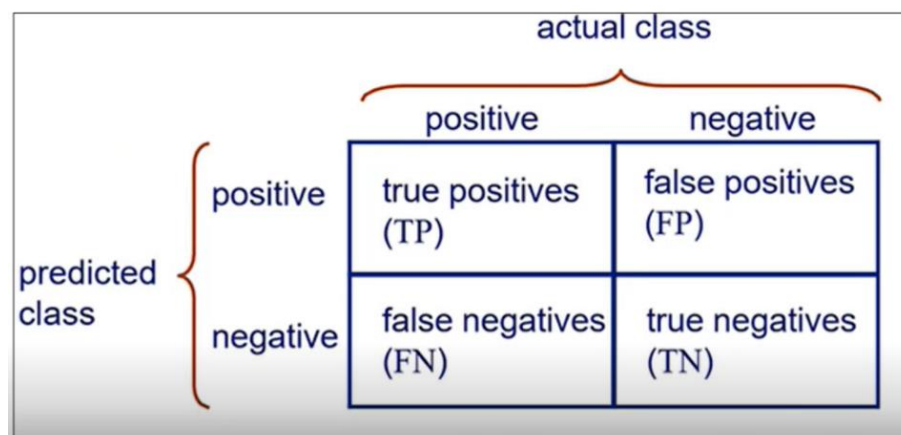 actual class
positive negative
positive
true positives
(TP)
false positives
(FP)
predicted
class
negative
false negatives
(FN)
true negatives
(TN)